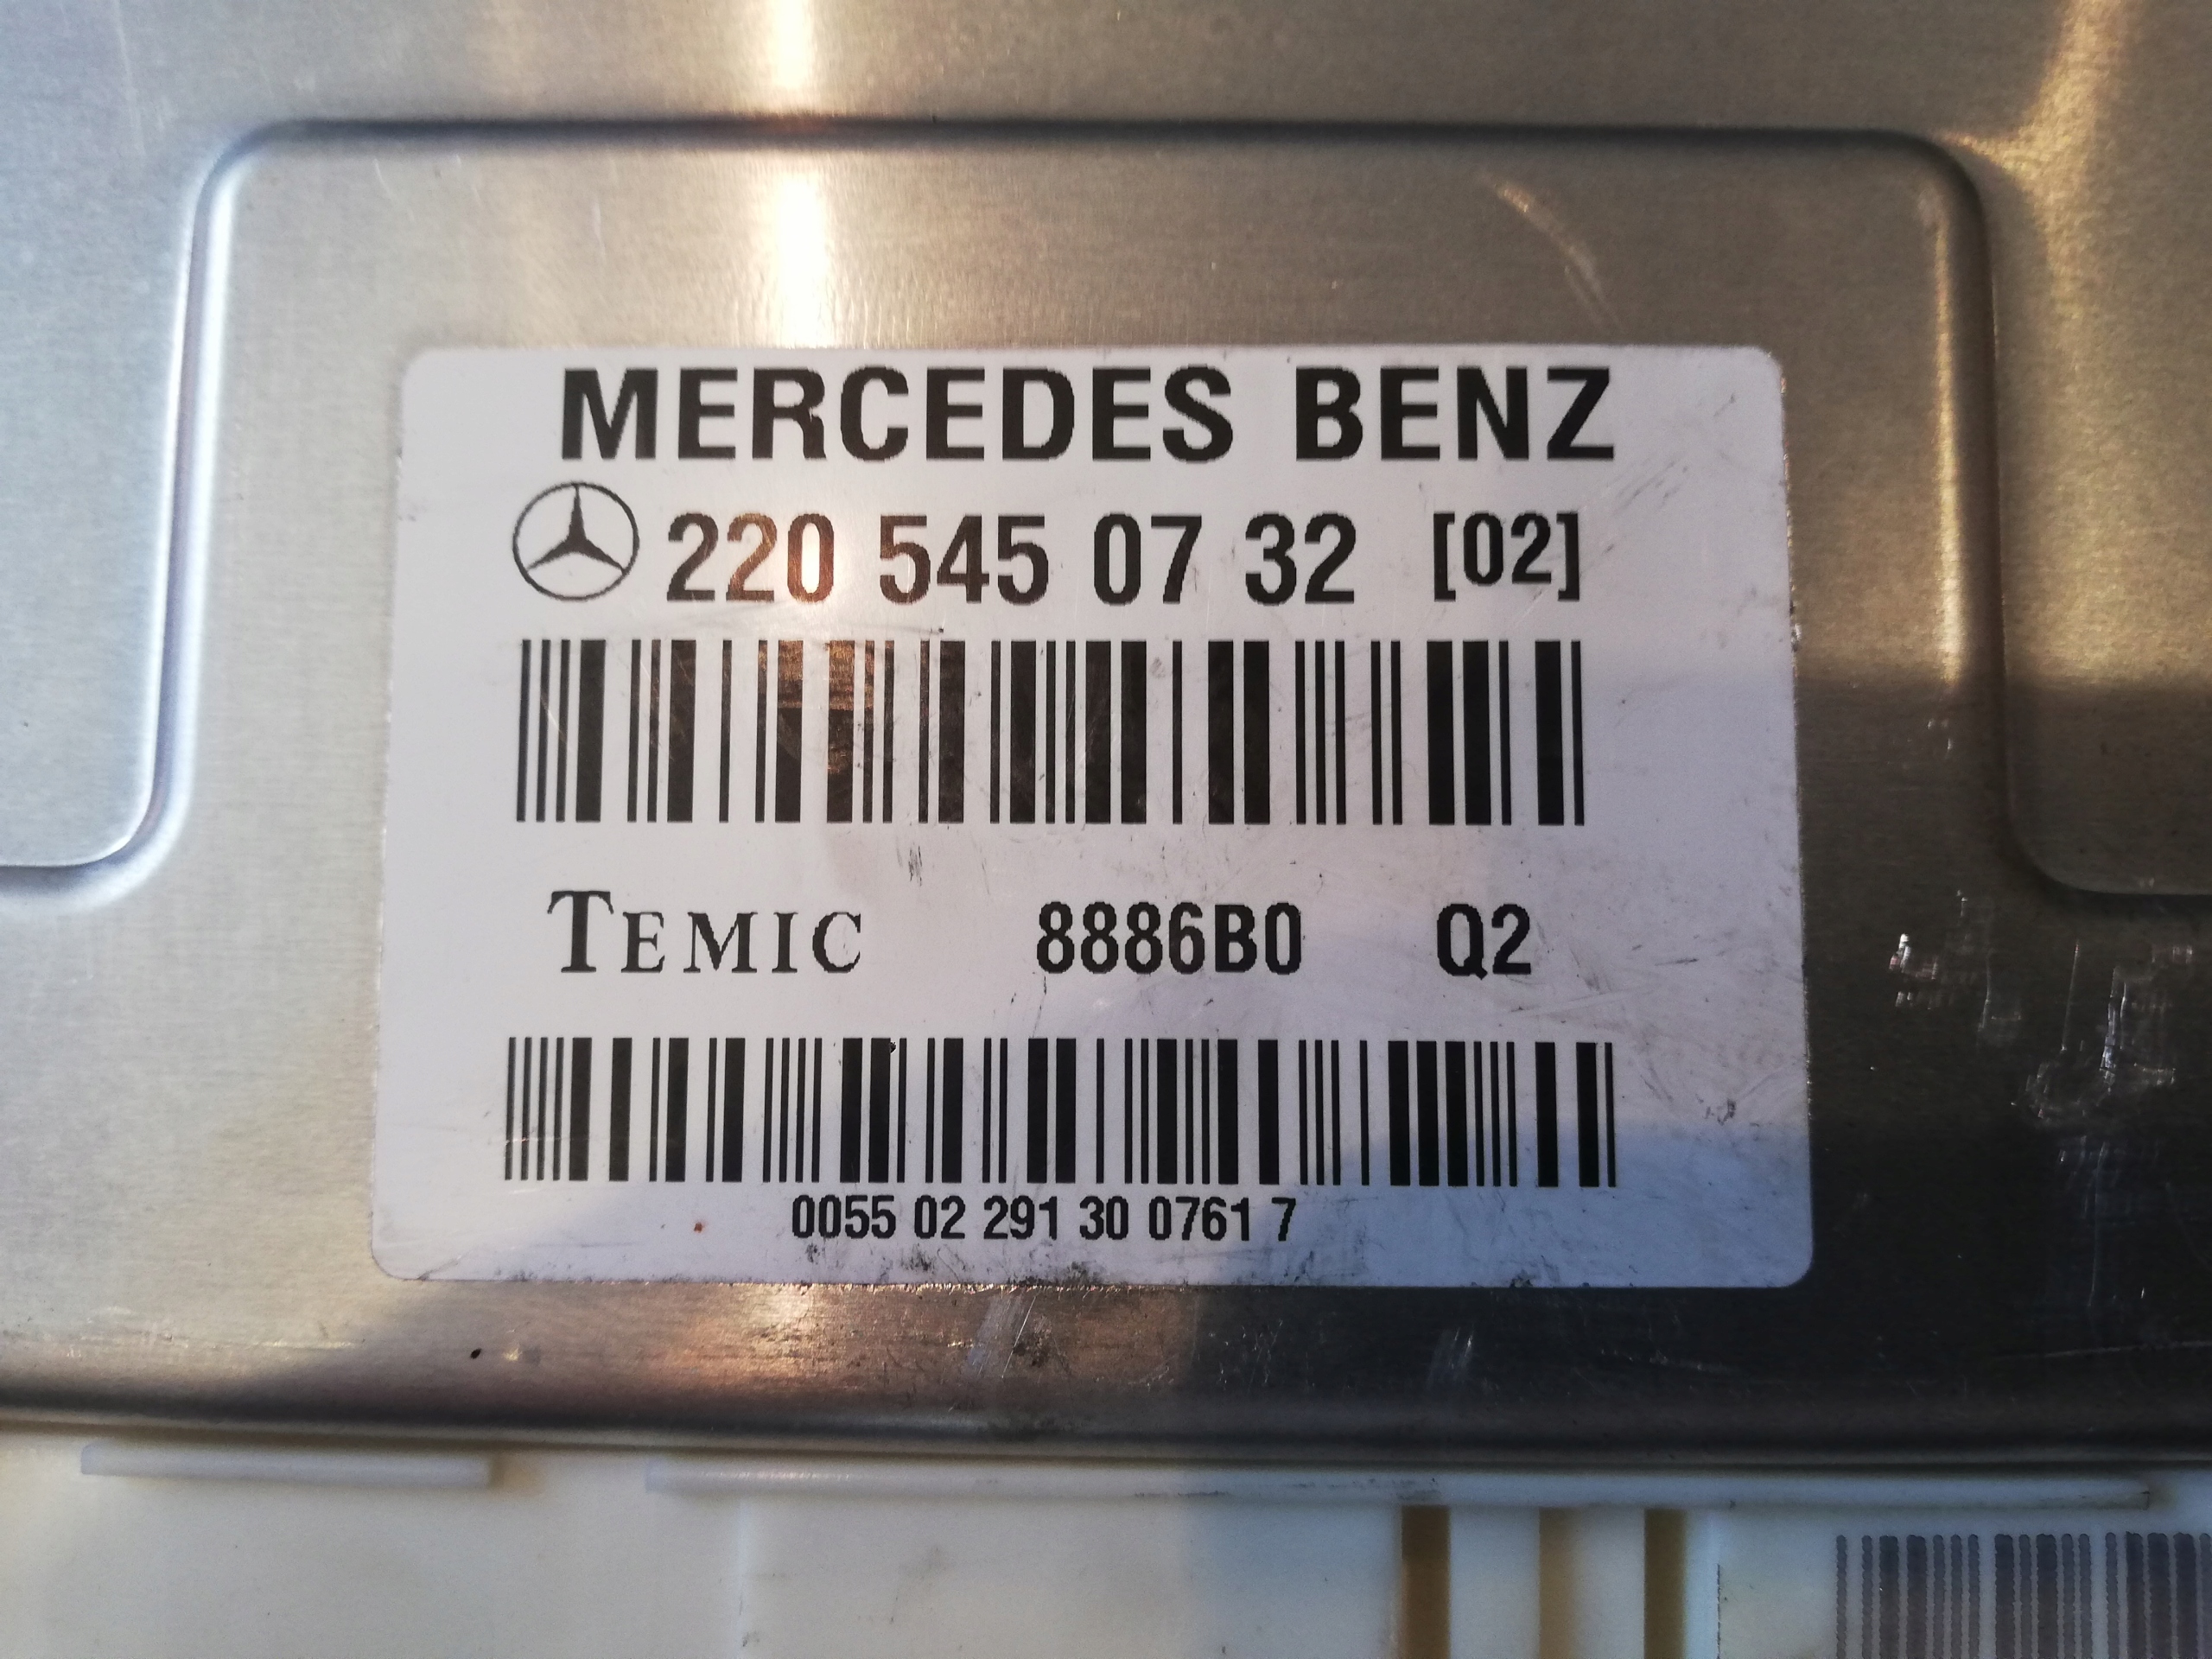 MERCEDES BENZ
220 545 07 32 [02]
TEMIC 8886B0 Q2
0055 02 291 30 0761 7